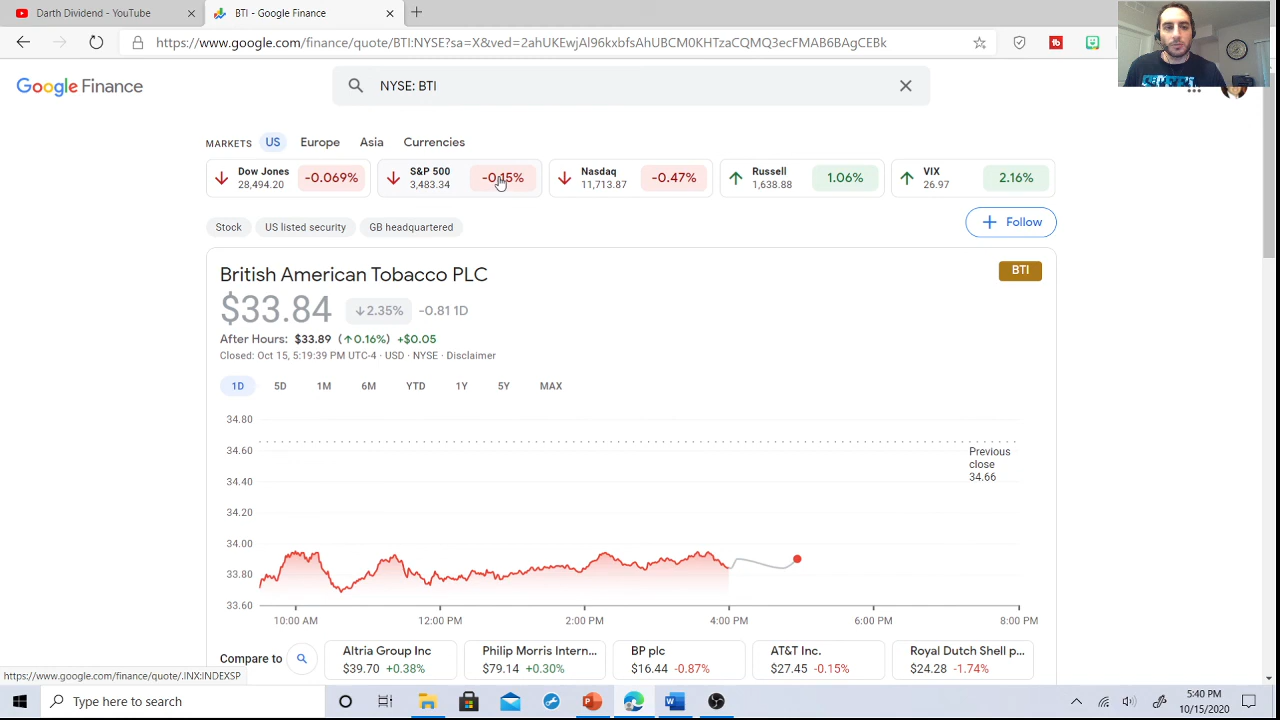 Darth Dividend - YouTube
BTI - Google Finance
https://www.google.com/finance/quote/BTI:NYSE?sa=X&ved=2ahUKEwjAl96kxbfsAhUBCM0KHTzaCQMQ3ecFMAB6BAgCEBk
Google Finance
NYSE: BTI
MARKETS US Europe Asia Currencies
Dow Jones
28,494.20
-0.069%
S&P 500
3,483.34
-0.15%
Nasdaq
11,713.87
-0.47%
Russell
1,638.88
1.06%
VIX
26.97
2.16%
Stock US listed security GB headquartered
+ Follow
British American Tobacco PLC
BTI
$33.84 ↓2.35% -0.81 1D
After Hours: $33.89 (↑0.16%) +$0.05
Closed: Oct 15, 5:19:39 PM UTC-4 · USD · NYSE · Disclaimer
1D 5D 1M 6M YTD 1Y 5Y MAX
34.80
34.60
34.40
34.20
34.00
33.80
33.60
Previous
close
34.66
10:00 AM 12:00 PM 2:00 PM 4:00 PM 6:00 PM 8:00 PM
Compare to
Altria Group Inc
$39.70 +0.38%
Philip Morris Intern...
$79.14 +0.30%
BP plc
$16.44 -0.87%
AT&T Inc.
$27.45 -0.15%
Royal Dutch Shell p...
$24.28 -1.74%
https://www.google.com/finance/quote/.INX:INDEXSP
Type here to search
5:40 PM
10/15/2020